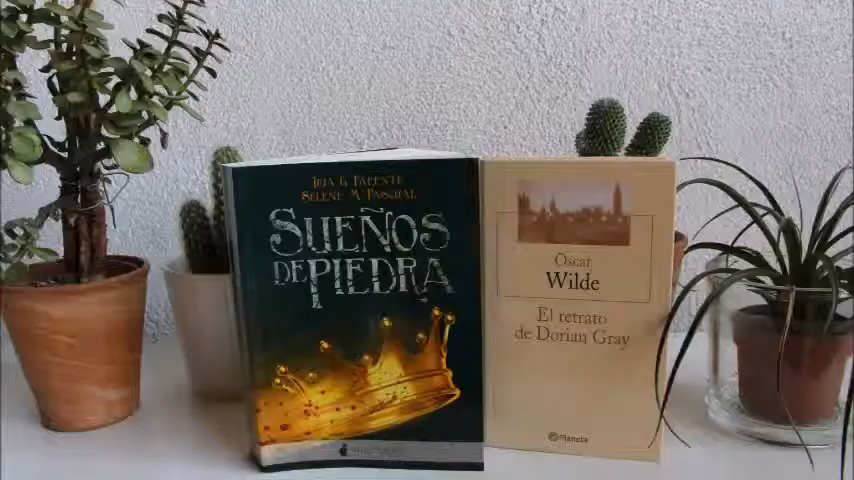 IRIA G. PARENTE
SELENE M. PASCUAL
SUEÑOS
DE PIEDRA
Oscar
Wilde
El retrato
de Dorian Gray
Planeta